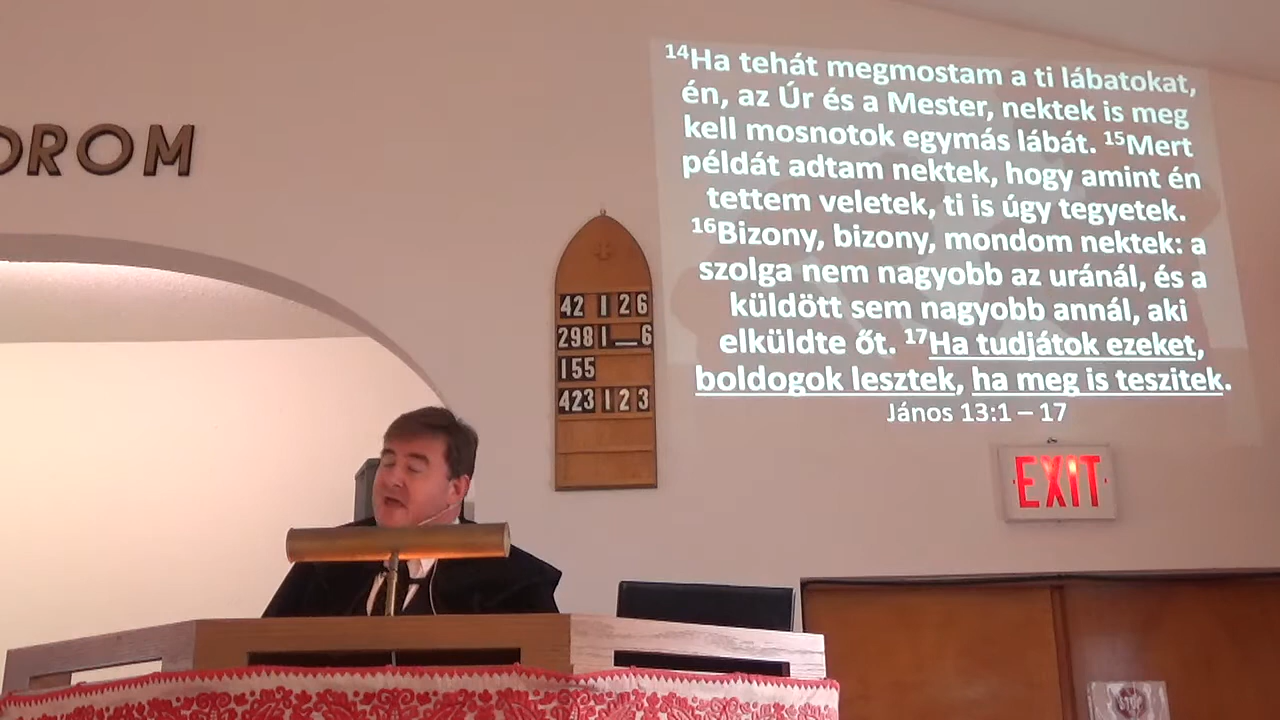 OROM
¹⁴Ha tehát megmostam a ti lábatokat,
én, az Úr és a Mester, nektek is meg
kell mosnotok egymás lábát. ¹⁵Mert
példát adtam nektek, hogy amint én
tettem veletek, ti is úgy tegyetek.
¹⁶Bizony, bizony, mondom nektek: a
szolga nem nagyobb az uránál, és a
küldött sem nagyobb annál, aki
elküldte őt. ¹⁷Ha tudjátok ezeket,
boldogok lesztek, ha meg is teszitek.
János 13:1 – 17
42 1 2 6
298 1 _ 6
155
423 1 2 3
EXIT